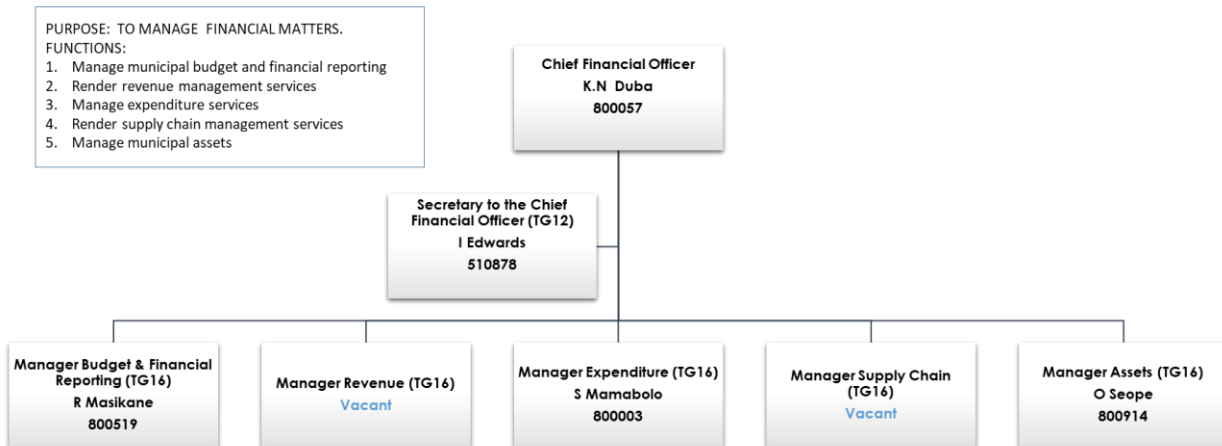 PURPOSE: TO MANAGE FINANCIAL MATTERS.
FUNCTIONS:
1. Manage municipal budget and financial reporting
2. Render revenue management services
3. Manage expenditure services
4. Render supply chain management services
5. Manage municipal assets
Chief Financial Officer
K.N Duba
800057
Secretary to the Chief
Financial Officer (TG12)
I Edwards
510878
Manager Budget & Financial
Reporting (TG16)
R Masikane
800519
Manager Revenue (TG16)
Vacant
Manager Expenditure (TG16)
S Mamabolo
800003
Manager Supply Chain
(TG16)
Vacant
Manager Assets (TG16)
O Seope
800914